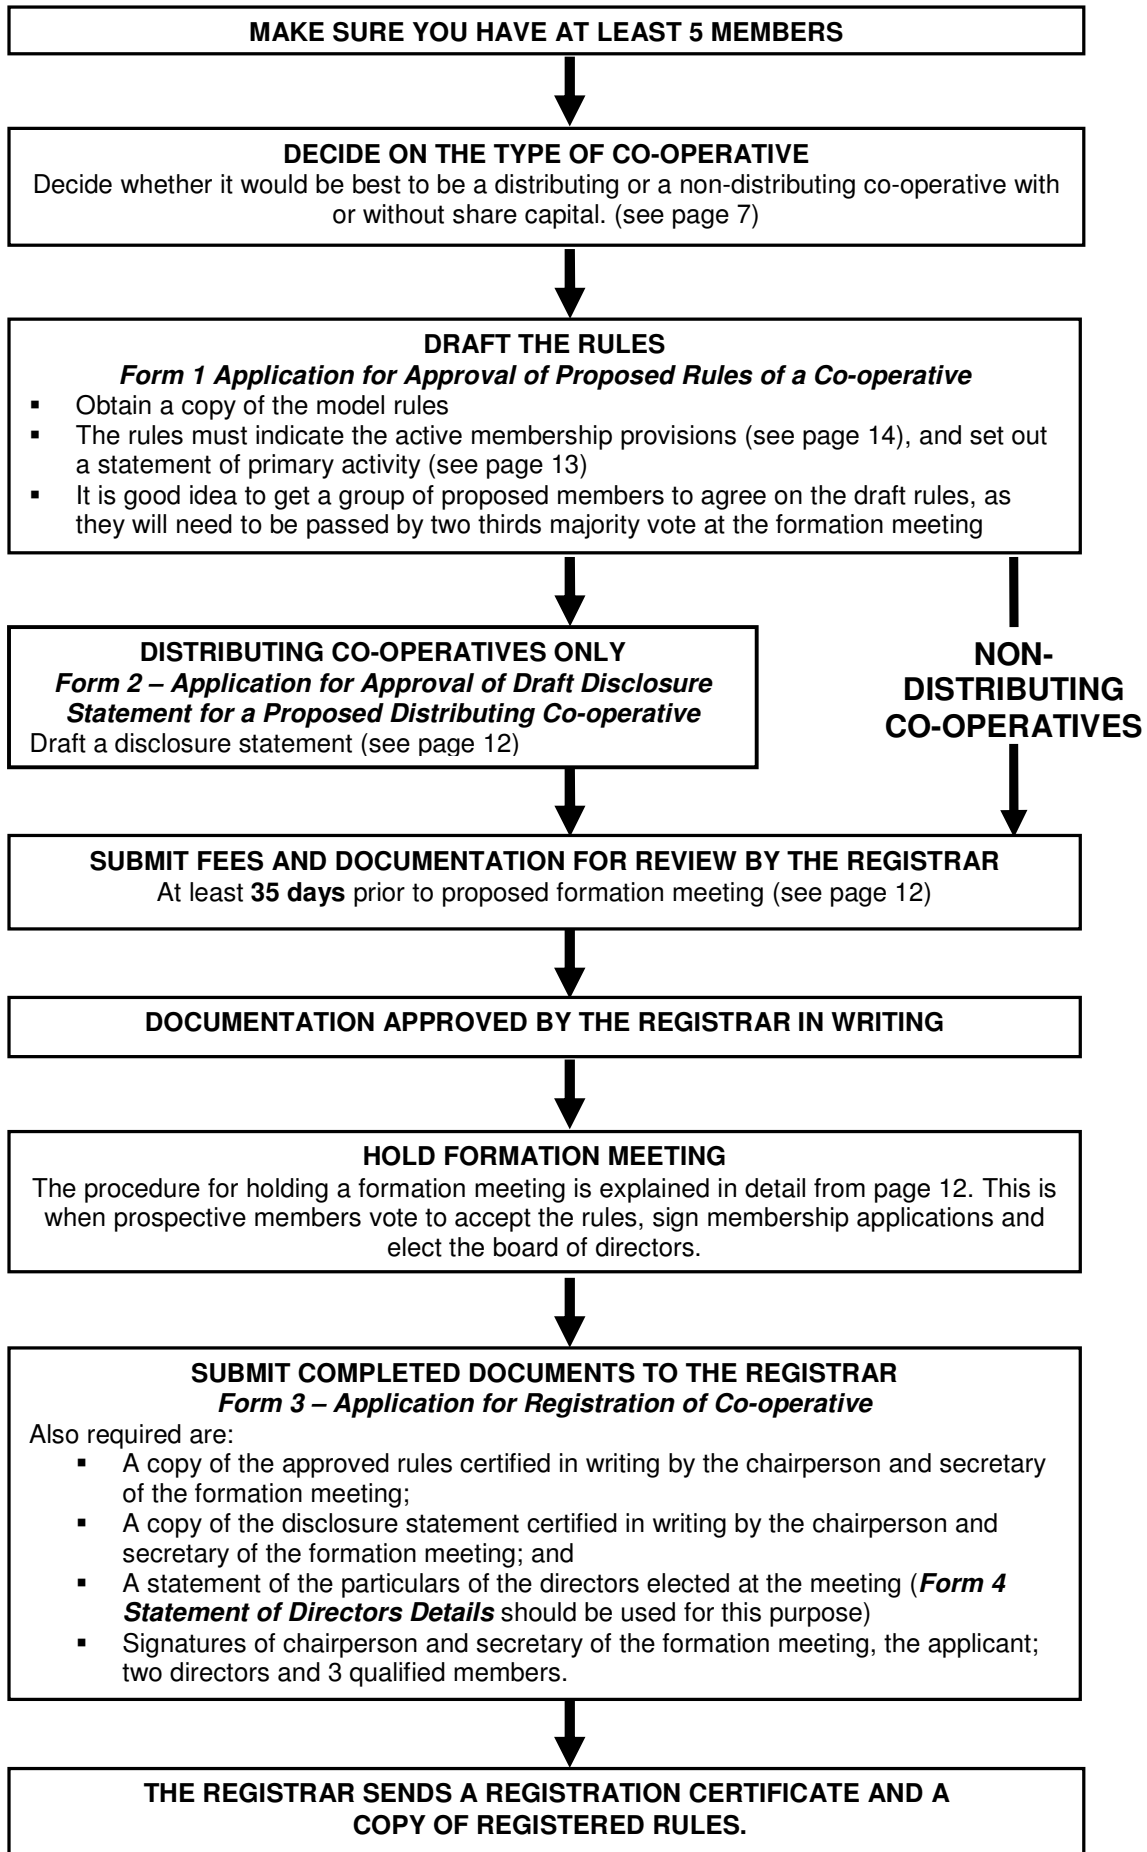 MAKE SURE YOU HAVE AT LEAST 5 MEMBERS
DECIDE ON THE TYPE OF CO-OPERATIVE
Decide whether it would be best to be a distributing or a non-distributing co-operative with
or without share capital. (see page 7)
DRAFT THE RULES
Form 1 Application for Approval of Proposed Rules of a Co-operative
▪ Obtain a copy of the model rules
▪ The rules must indicate the active membership provisions (see page 14), and set out
a statement of primary activity (see page 13)
▪ It is good idea to get a group of proposed members to agree on the draft rules, as
they will need to be passed by two thirds majority vote at the formation meeting
DISTRIBUTING CO-OPERATIVES ONLY
Form 2 – Application for Approval of Draft Disclosure
Statement for a Proposed Distributing Co-operative
Draft a disclosure statement (see page 12)
NON-
DISTRIBUTING
CO-OPERATIVES
SUBMIT FEES AND DOCUMENTATION FOR REVIEW BY THE REGISTRAR
At least 35 days prior to proposed formation meeting (see page 12)
DOCUMENTATION APPROVED BY THE REGISTRAR IN WRITING
HOLD FORMATION MEETING
The procedure for holding a formation meeting is explained in detail from page 12. This is
when prospective members vote to accept the rules, sign membership applications and
elect the board of directors.
SUBMIT COMPLETED DOCUMENTS TO THE REGISTRAR
Form 3 – Application for Registration of Co-operative
Also required are:
▪ A copy of the approved rules certified in writing by the chairperson and secretary
of the formation meeting;
▪ A copy of the disclosure statement certified in writing by the chairperson and
secretary of the formation meeting; and
▪ A statement of the particulars of the directors elected at the meeting (Form 4
Statement of Directors Details should be used for this purpose)
▪ Signatures of chairperson and secretary of the formation meeting, the applicant;
two directors and 3 qualified members.
THE REGISTRAR SENDS A REGISTRATION CERTIFICATE AND A
COPY OF REGISTERED RULES.